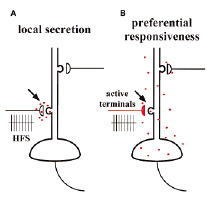 A
local secretion
HFS
B
preferential
responsiveness
active
terminals